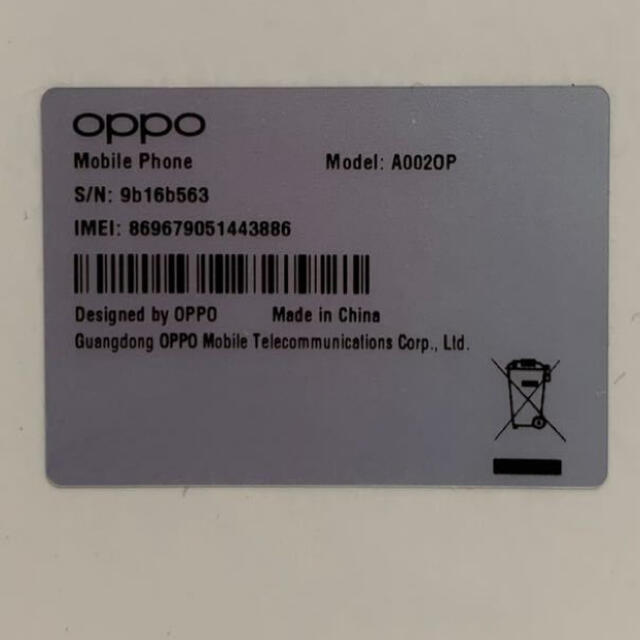 oppo
Mobile Phone Model: A002OP
S/N: 9b16b563
IMEI: 869679051443886
Designed by OPPO Made in China
Guangdong OPPO Mobile Telecommunications Corp., Ltd.